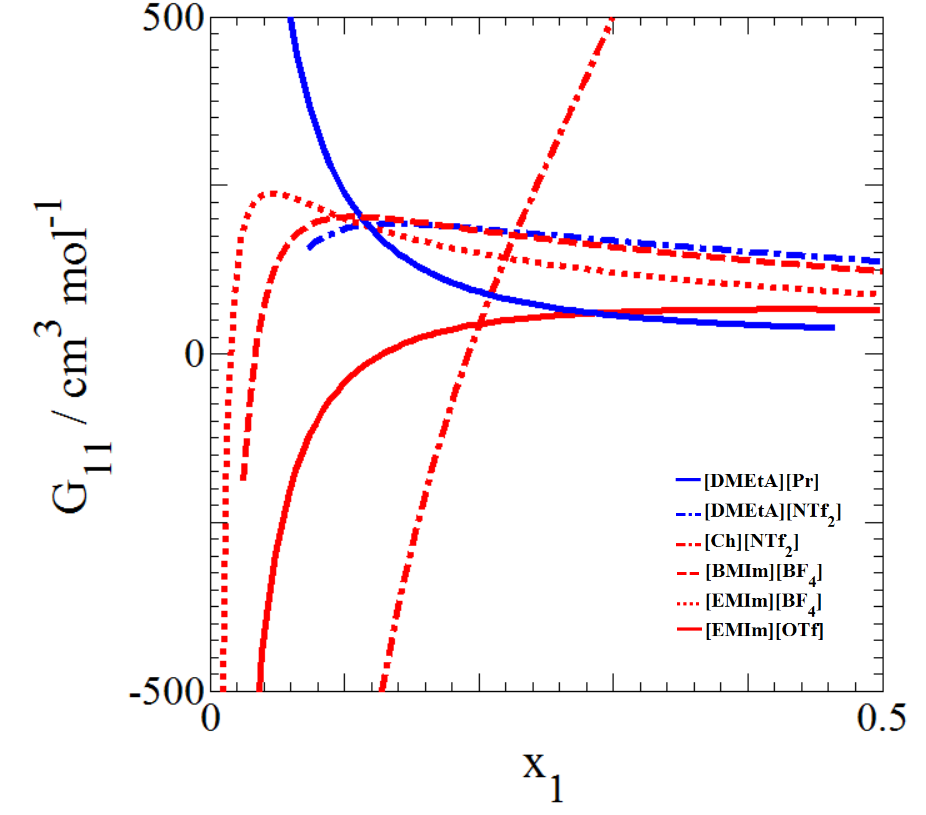 500
0
-500
G11 / cm3 mol-1
[DMEtA][Pr]
[DMEtA][NTf2]
[Ch][NTf2]
[BMIm][BF4]
[EMIm][BF4]
[EMIm][OTf]
0
0.5
x1